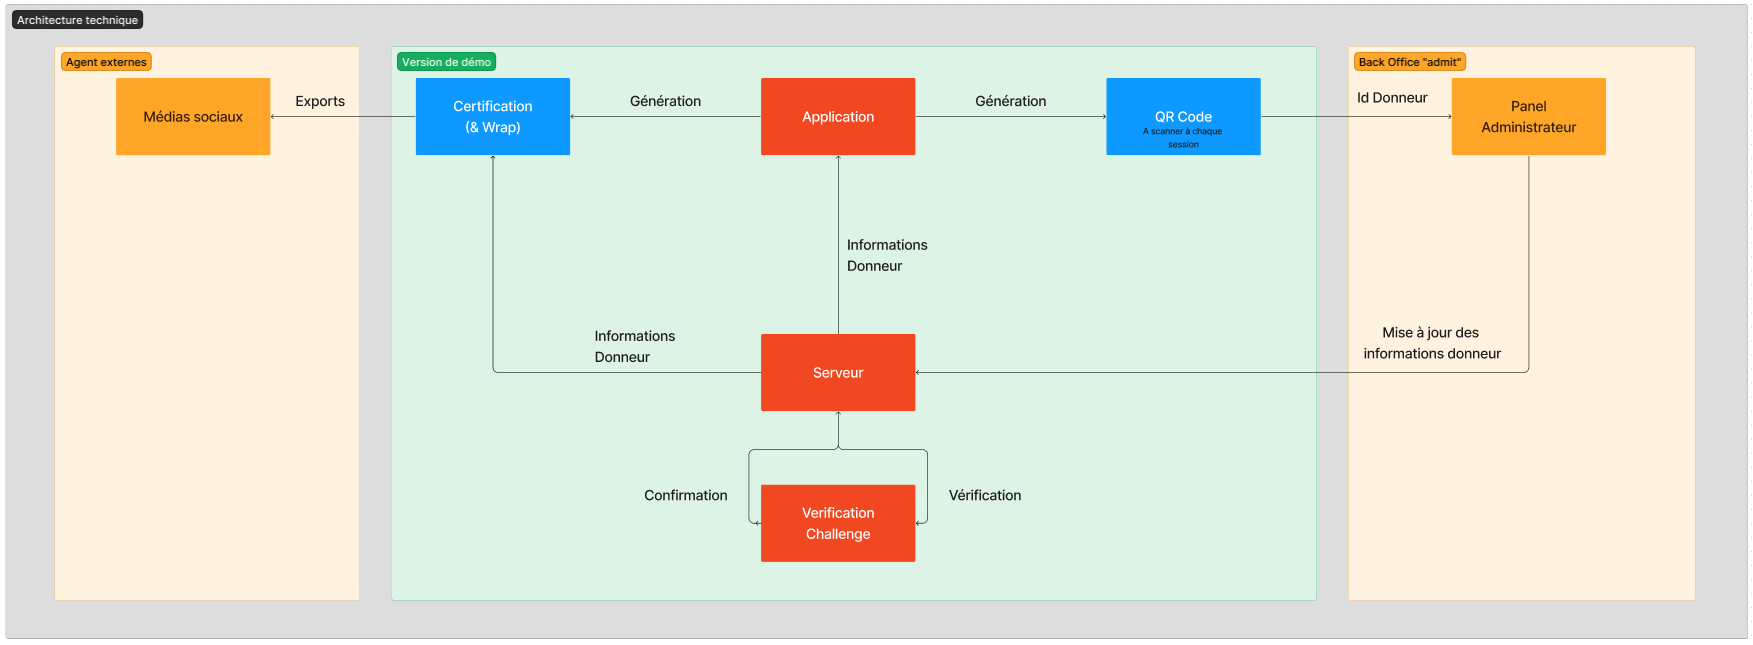 Architecture technique
Agent externes
Version de démo
Back Office "admit"
Médias sociaux
Exports
Certification
(& Wrap)
Génération
Application
Génération
QR Code
A scanner à chaque
session
Id Donneur
Panel
Administrateur
Informations
Donneur
Informations
Donneur
Serveur
Mise à jour des
informations donneur
Confirmation
Verification
Challenge
Vérification